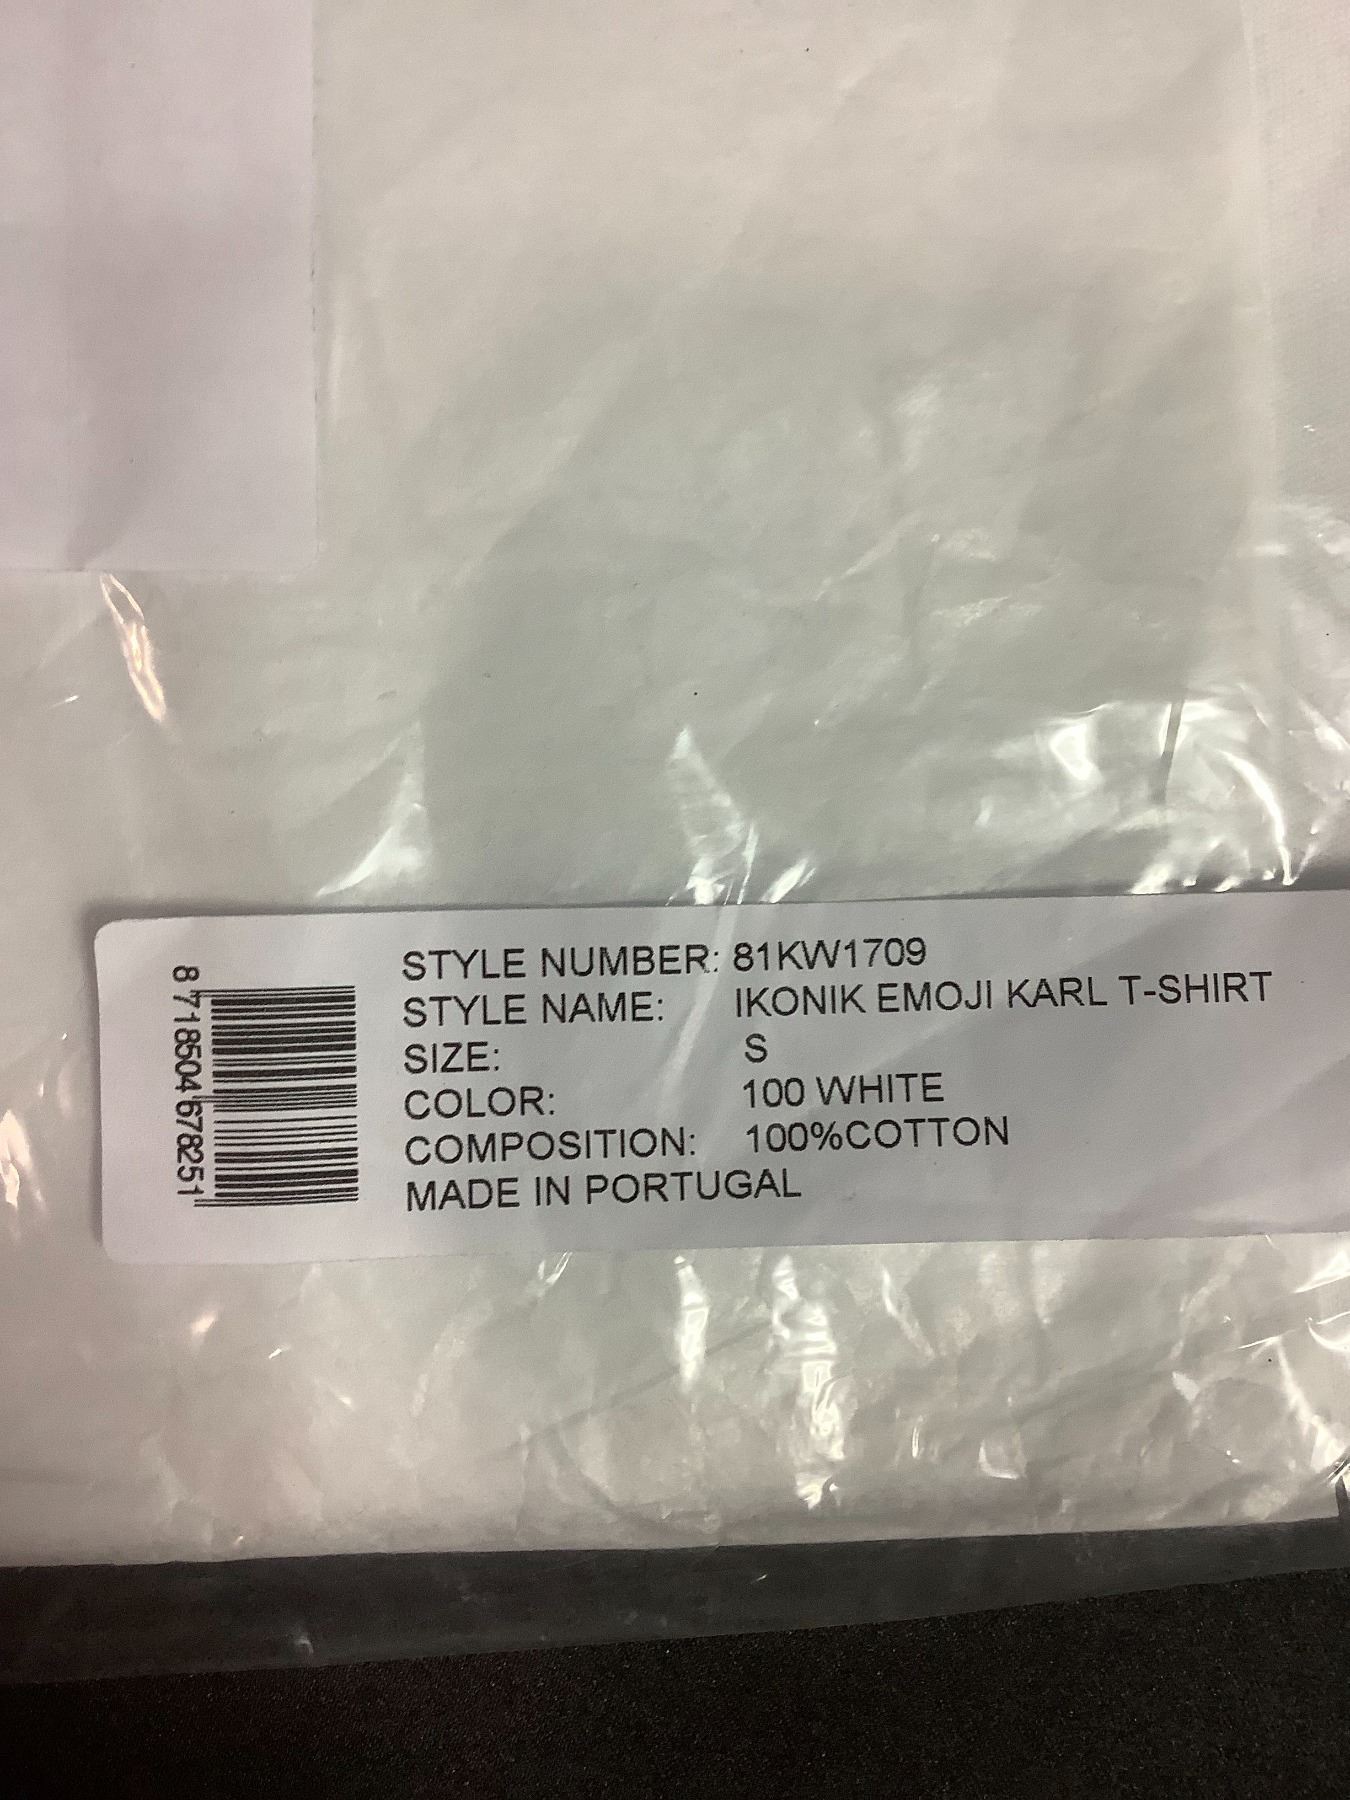 STYLE NUMBER: 81KW1709
STYLE NAME: IKONIK EMOJI KARL T-SHIRT
SIZE: S
COLOR: 100 WHITE
COMPOSITION: 100%COTTON
MADE IN PORTUGAL
8 718504 678251